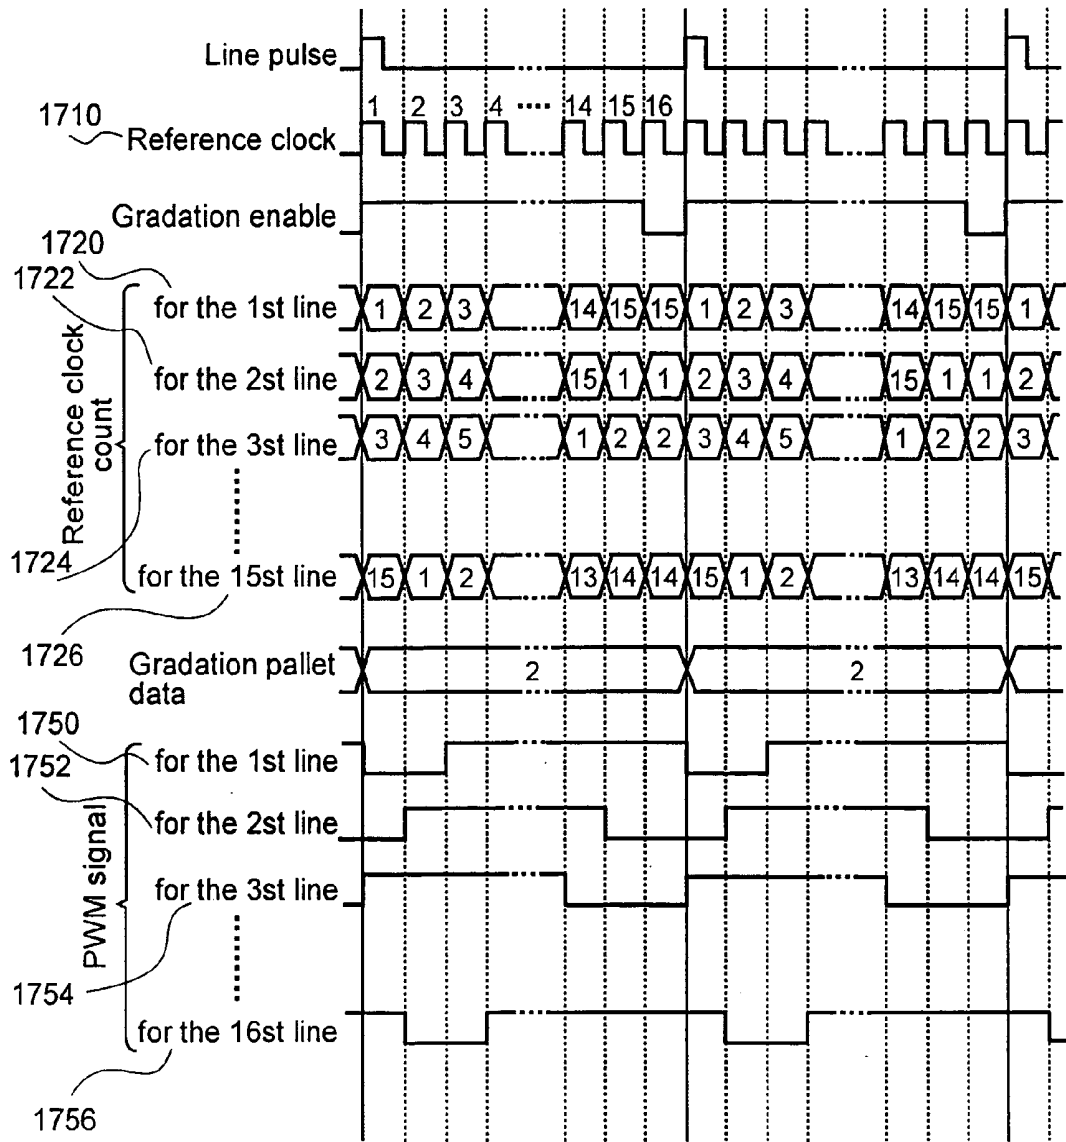 Line pulse
1 2 3 4 14 15 16
1710
Reference clock
Gradation enable
1720
1722
Reference clock
count
for the 1st line 1 2 3 14 15 15 1 2 3 14 15 15 1
for the 2st line 2 3 4 15 1 1 2 3 4 15 1 1 2
for the 3st line 3 4 5 1 2 2 3 4 5 1 2 2 3
1724
for the 15st line 15 1 2 13 14 14 15 1 2 13 14 14 15
1726
Gradation pallet
data
2 2
1750
1752
PWM signal
for the 1st line
for the 2st line
for the 3st line
1754
for the 16st line
1756